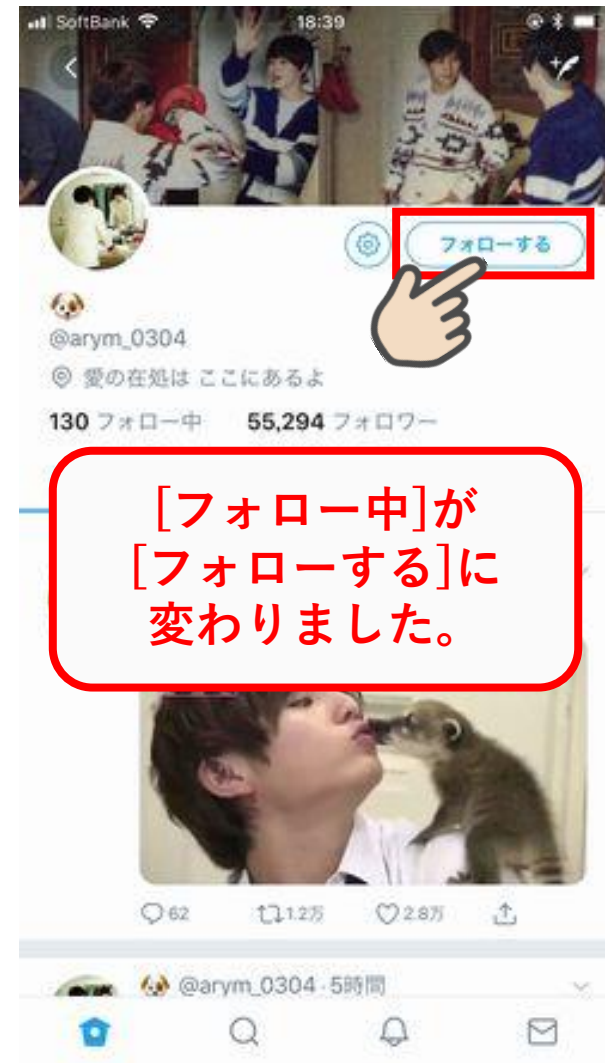 SoftBank 18:39
フォローする
@arym_0304
愛の在処は ここにあるよ
130 フォロー中 55,294 フォロワー
[フォロー中]が
[フォローする]に
変わりました。
62 1.2万 2.8万
@arym_0304·5時間